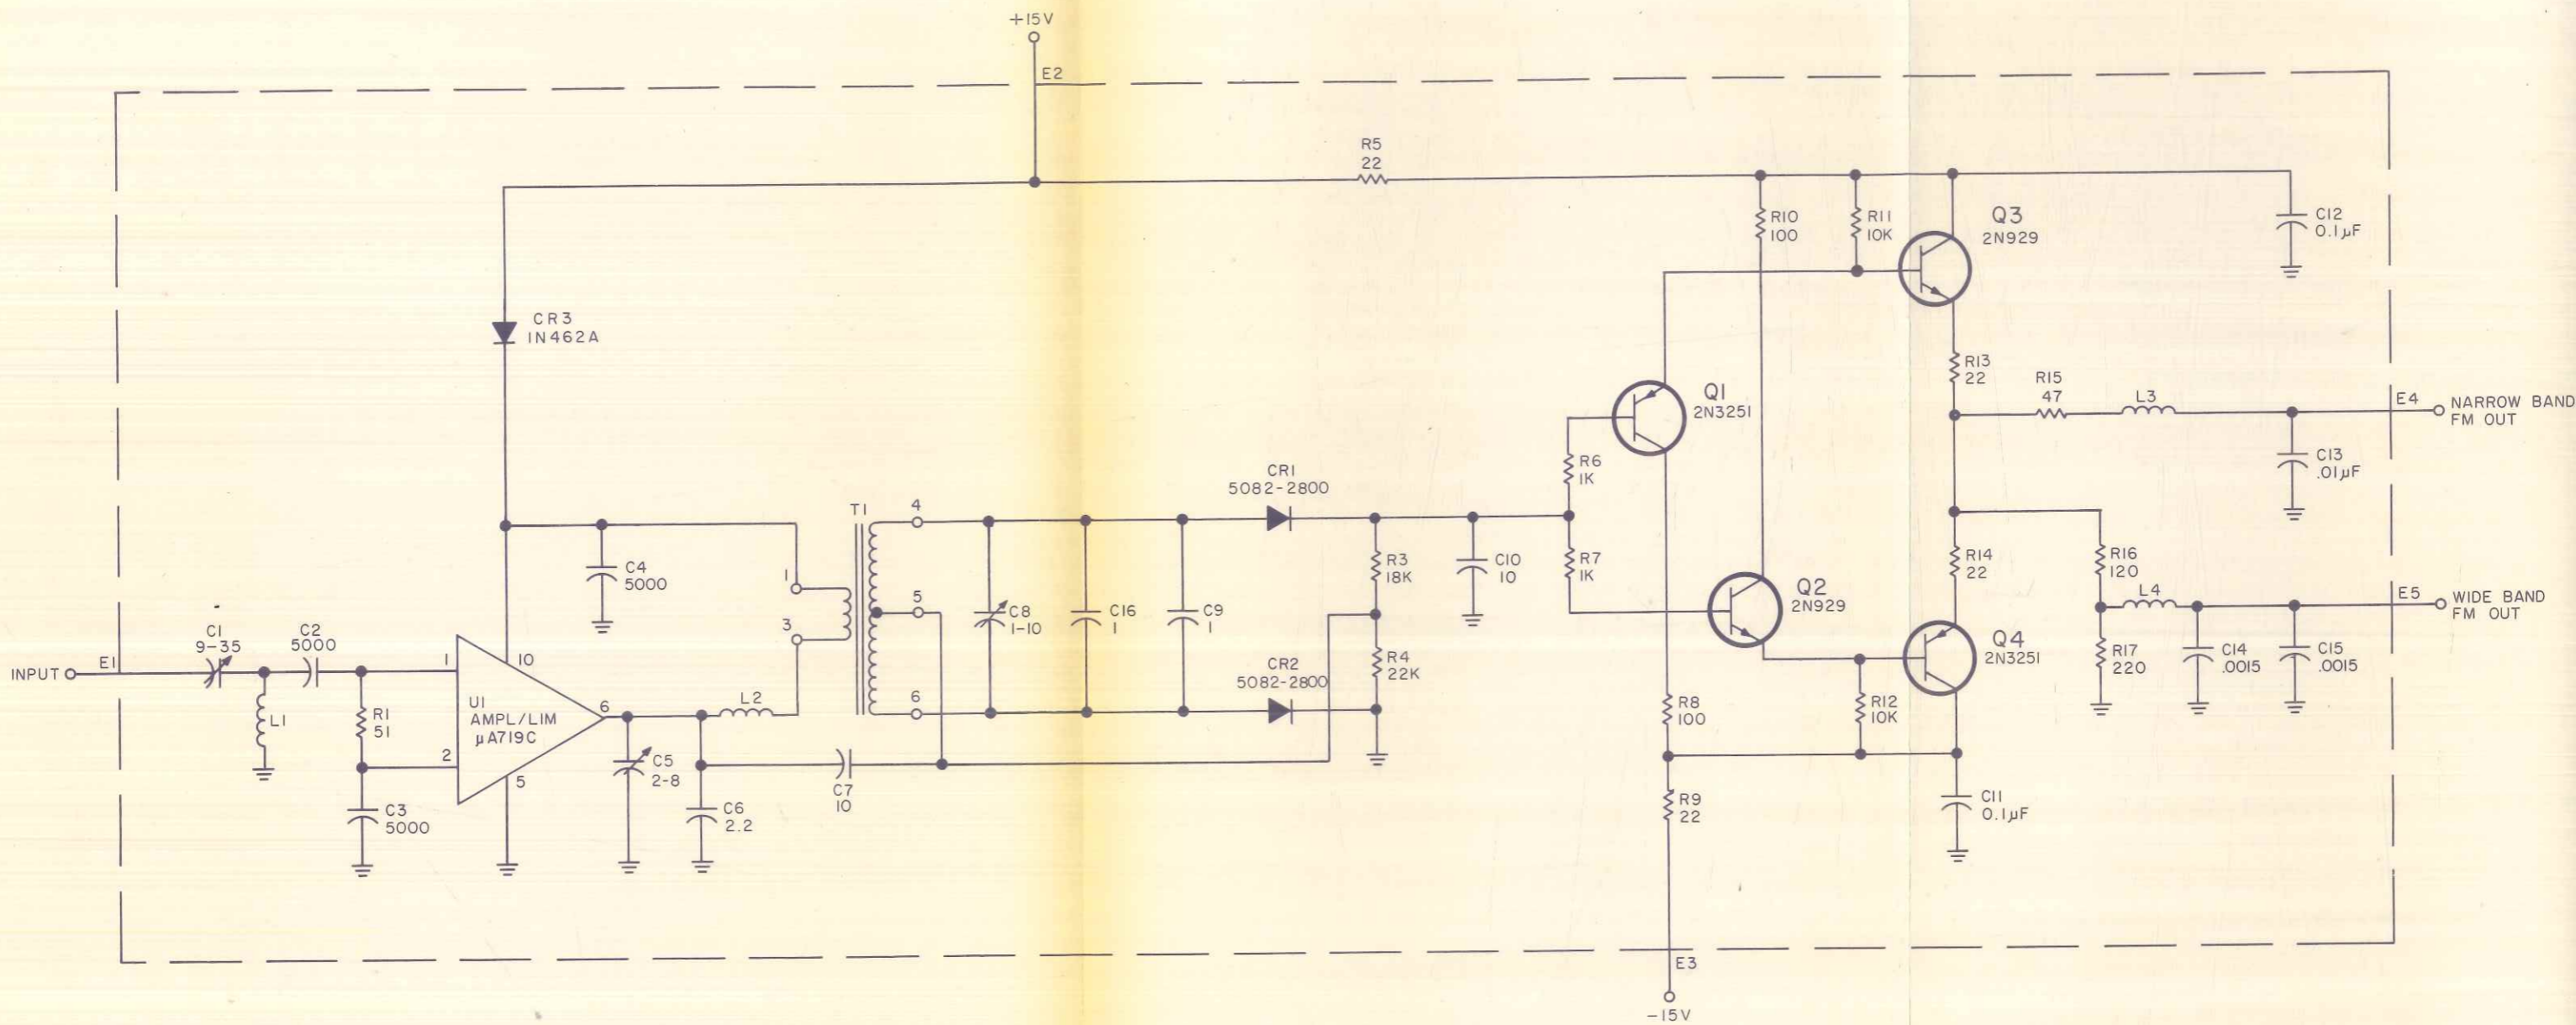 +15V
E2
R5
22
R10
100
R11
10K
Q3
2N929
C12
0.1µF
CR3
1N462A
R13
22
R15
47
L3
E4
NARROW BAND
FM OUT
Q1
2N3251
C13
.01µF
R6
1K
CR1
5082-2800
T1
4
C4
5000
1
R3
18K
C10
10
R7
1K
R14
22
R16
120
Q2
2N929
L4
E5
WIDE BAND
FM OUT
5
C8
1-10
C16
1
C9
1
3
C1
9-35
C2
5000
INPUT
E1
1
10
Q4
2N3251
R17
220
C14
.0015
C15
.0015
CR2
5082-2800
R4
22K
6
L1
R1
51
U1
AMPL/LIM
µA719C
6
L2
R8
100
R12
10K
2
5
C5
2-8
C7
10
C3
5000
C6
2.2
R9
22
C11
0.1µF
E3
-15V